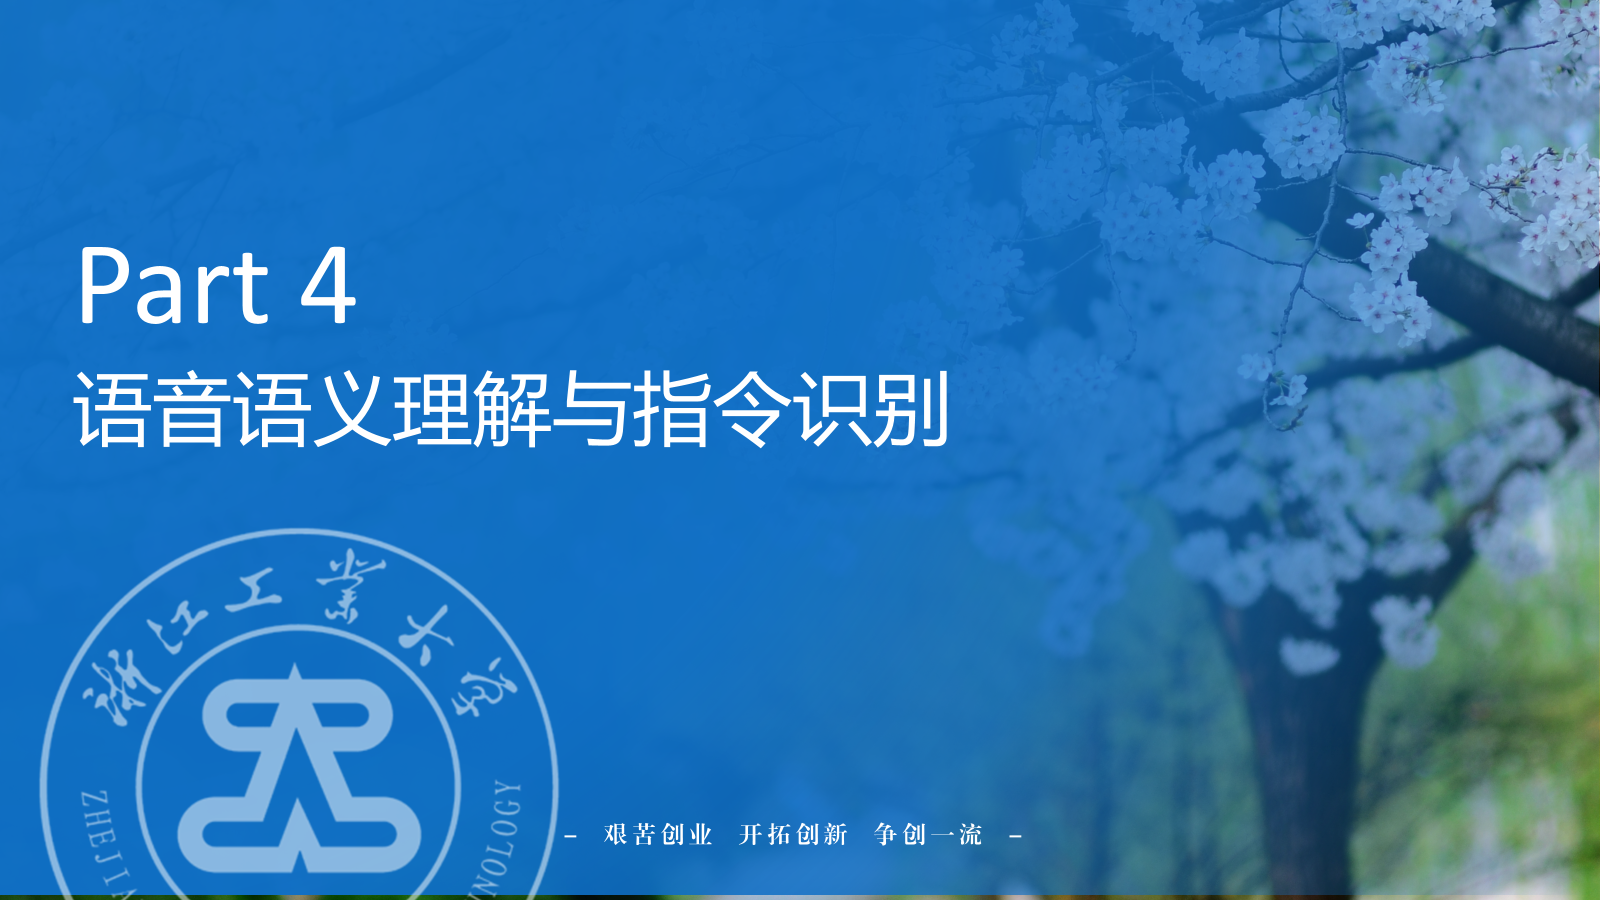 Part 4
语音语义理解与指令识别
浙江工业大学
ZHEJIA
NOLOGY
– 艰苦创业 开拓创新 争创一流 –